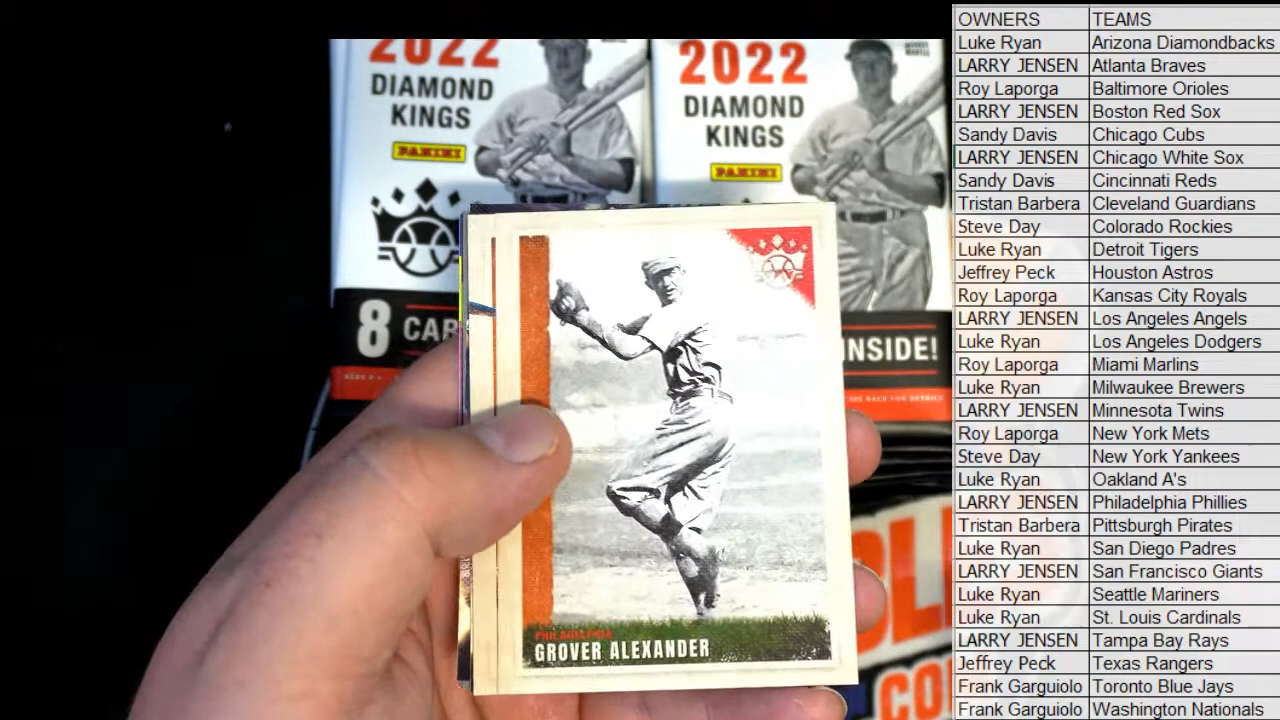 2022
DIAMOND
KINGS
PANINI
8 CAR
2022
DIAMOND
KINGS
PANINI
INSIDE!
PHILADELPHIA
GROVER ALEXANDER
OWNERS TEAMS
Luke Ryan Arizona Diamondbacks
LARRY JENSEN Atlanta Braves
Roy Laporga Baltimore Orioles
LARRY JENSEN Boston Red Sox
Sandy Davis Chicago Cubs
LARRY JENSEN Chicago White Sox
Sandy Davis Cincinnati Reds
Tristan Barbera Cleveland Guardians
Steve Day Colorado Rockies
Luke Ryan Detroit Tigers
Jeffrey Peck Houston Astros
Roy Laporga Kansas City Royals
LARRY JENSEN Los Angeles Angels
Luke Ryan Los Angeles Dodgers
Roy Laporga Miami Marlins
Luke Ryan Milwaukee Brewers
LARRY JENSEN Minnesota Twins
Roy Laporga New York Mets
Steve Day New York Yankees
Luke Ryan Oakland A's
LARRY JENSEN Philadelphia Phillies
Tristan Barbera Pittsburgh Pirates
Luke Ryan San Diego Padres
LARRY JENSEN San Francisco Giants
Luke Ryan Seattle Mariners
Luke Ryan St. Louis Cardinals
LARRY JENSEN Tampa Bay Rays
Jeffrey Peck Texas Rangers
Frank Garguiolo Toronto Blue Jays
Frank Garguiolo Washington Nationals